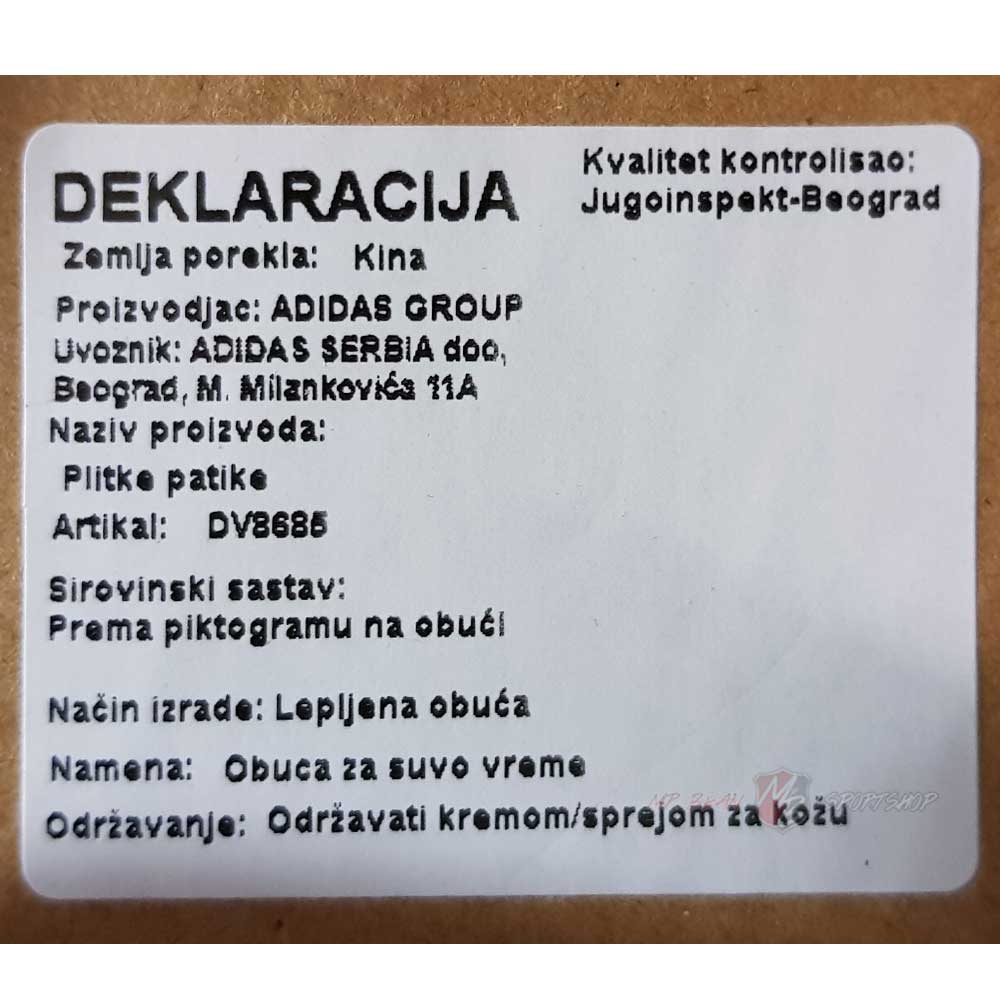 DEKLARACIJA
Kvalitet kontrolisao:
Jugoinspekt-Beograd
Zemlja porekla: Kina
Proizvodjac: ADIDAS GROUP
Uvoznik: ADIDAS SERBIA doo,
Beograd, M. Milankovića 11A
Naziv proizvoda:
Plitke patike
Artikal: DV8685
Sirovinski sastav:
Prema piktogramu na obući
Način izrade: Lepljena obuća
Namena: Obuca za suvo vreme
Održavanje: Održavati kremom/sprejom za kožu
SPORTSHOP